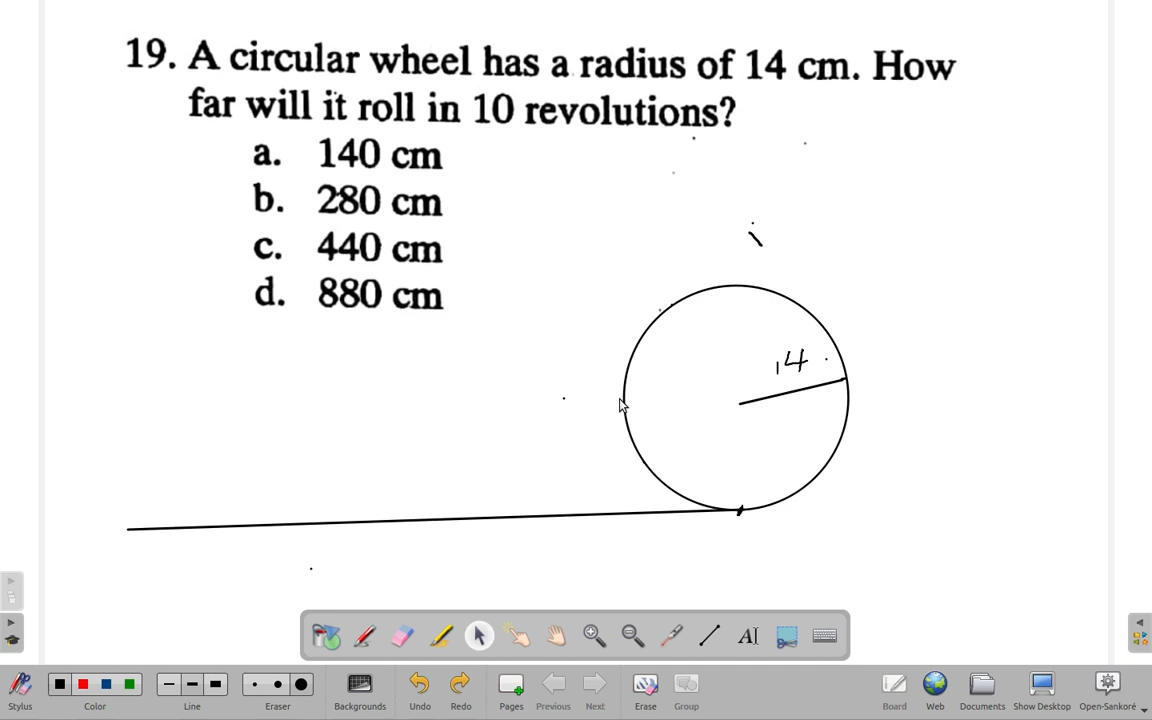 19. A circular wheel has a radius of 14 cm. How
far will it roll in 10 revolutions?
a. 140 cm
b. 280 cm
c. 440 cm
d. 880 cm
14
Stylus
Color
Line
Eraser
Backgrounds
Undo
Redo
Pages
Previous
Next
Erase
Group
Board
Web
Documents
Show Desktop
Open-Sankoré